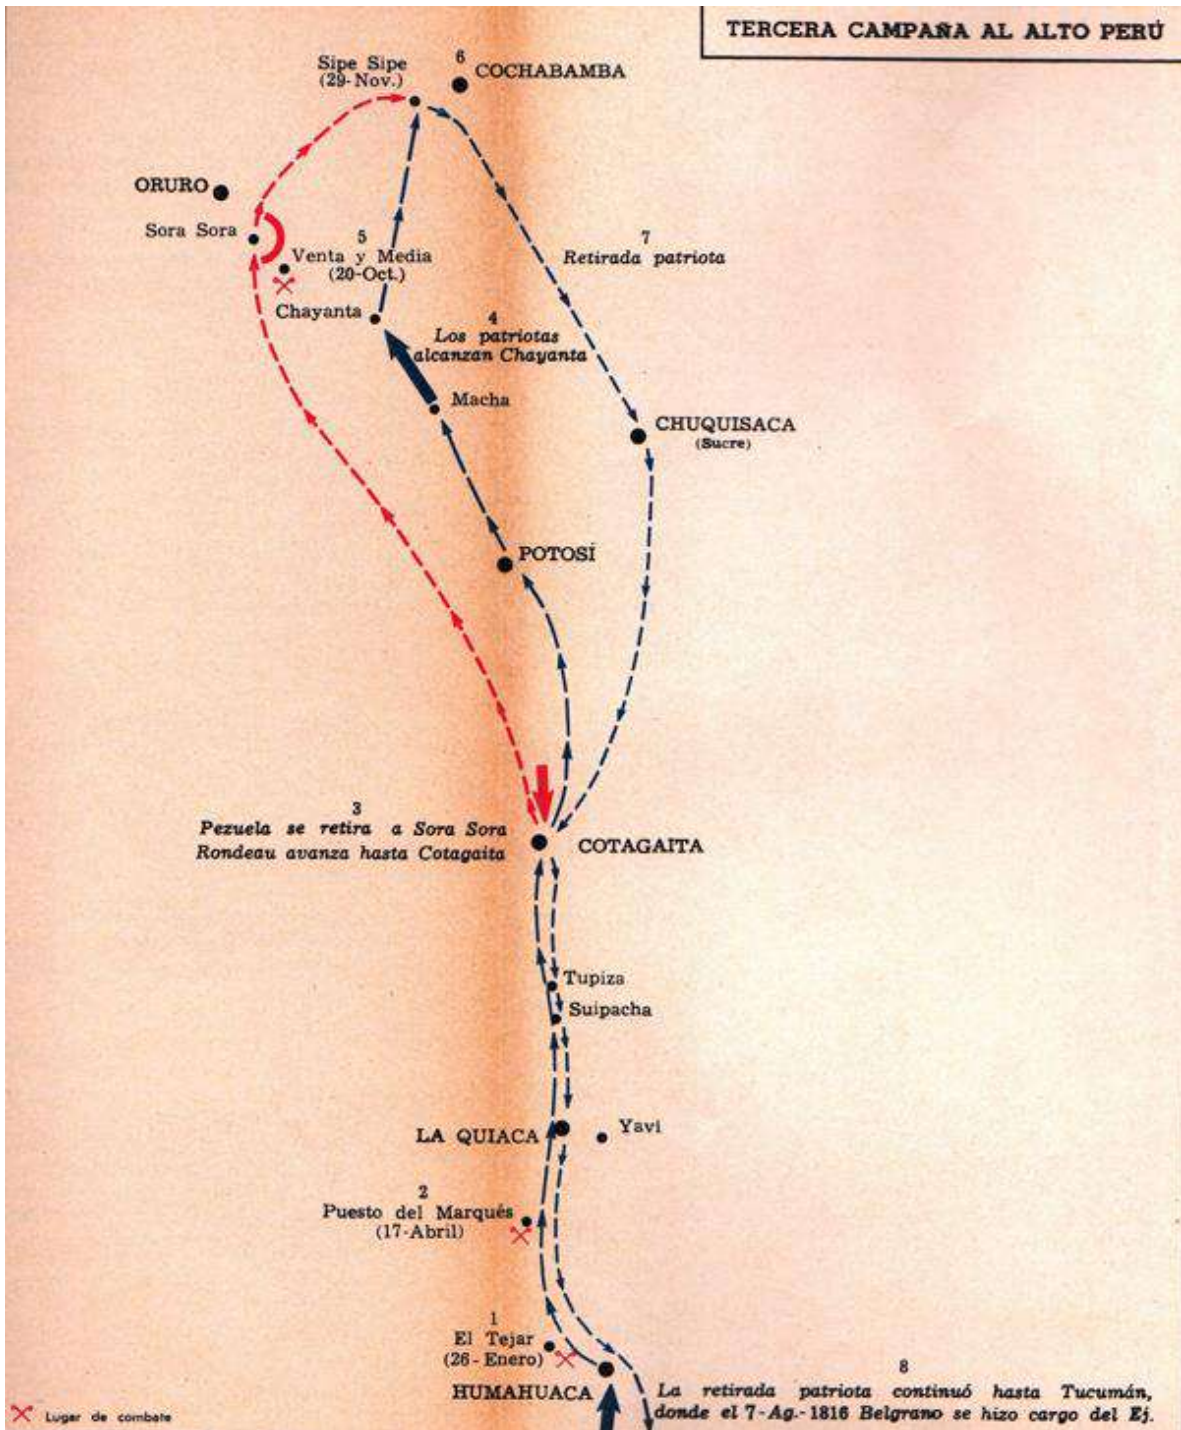 TERCERA CAMPAÑA AL ALTO PERÚ
6
Sipe Sipe
(29-Nov.)
COCHABAMBA
ORURO
Sora Sora
5
Venta y Media
(20-Oct.)
7
Retirada patriota
Chayanta
4
Los patriotas
alcanzan Chayanta
Macha
CHUQUISACA
(Sucre)
POTOSÍ
3
Pezuela se retira a Sora Sora
Rondeau avanza hasta Cotagaita
COTAGAITA
Tupiza
Suipacha
LA QUIACA
Yavi
2
Puesto del Marqués
(17-Abril)
1
El Tejar
(26-Enero)
HUMAHUACA
8
La retirada patriota continuó hasta Tucumán,
donde el 7-Ag.-1816 Belgrano se hizo cargo del Ej.
Lugar de combate